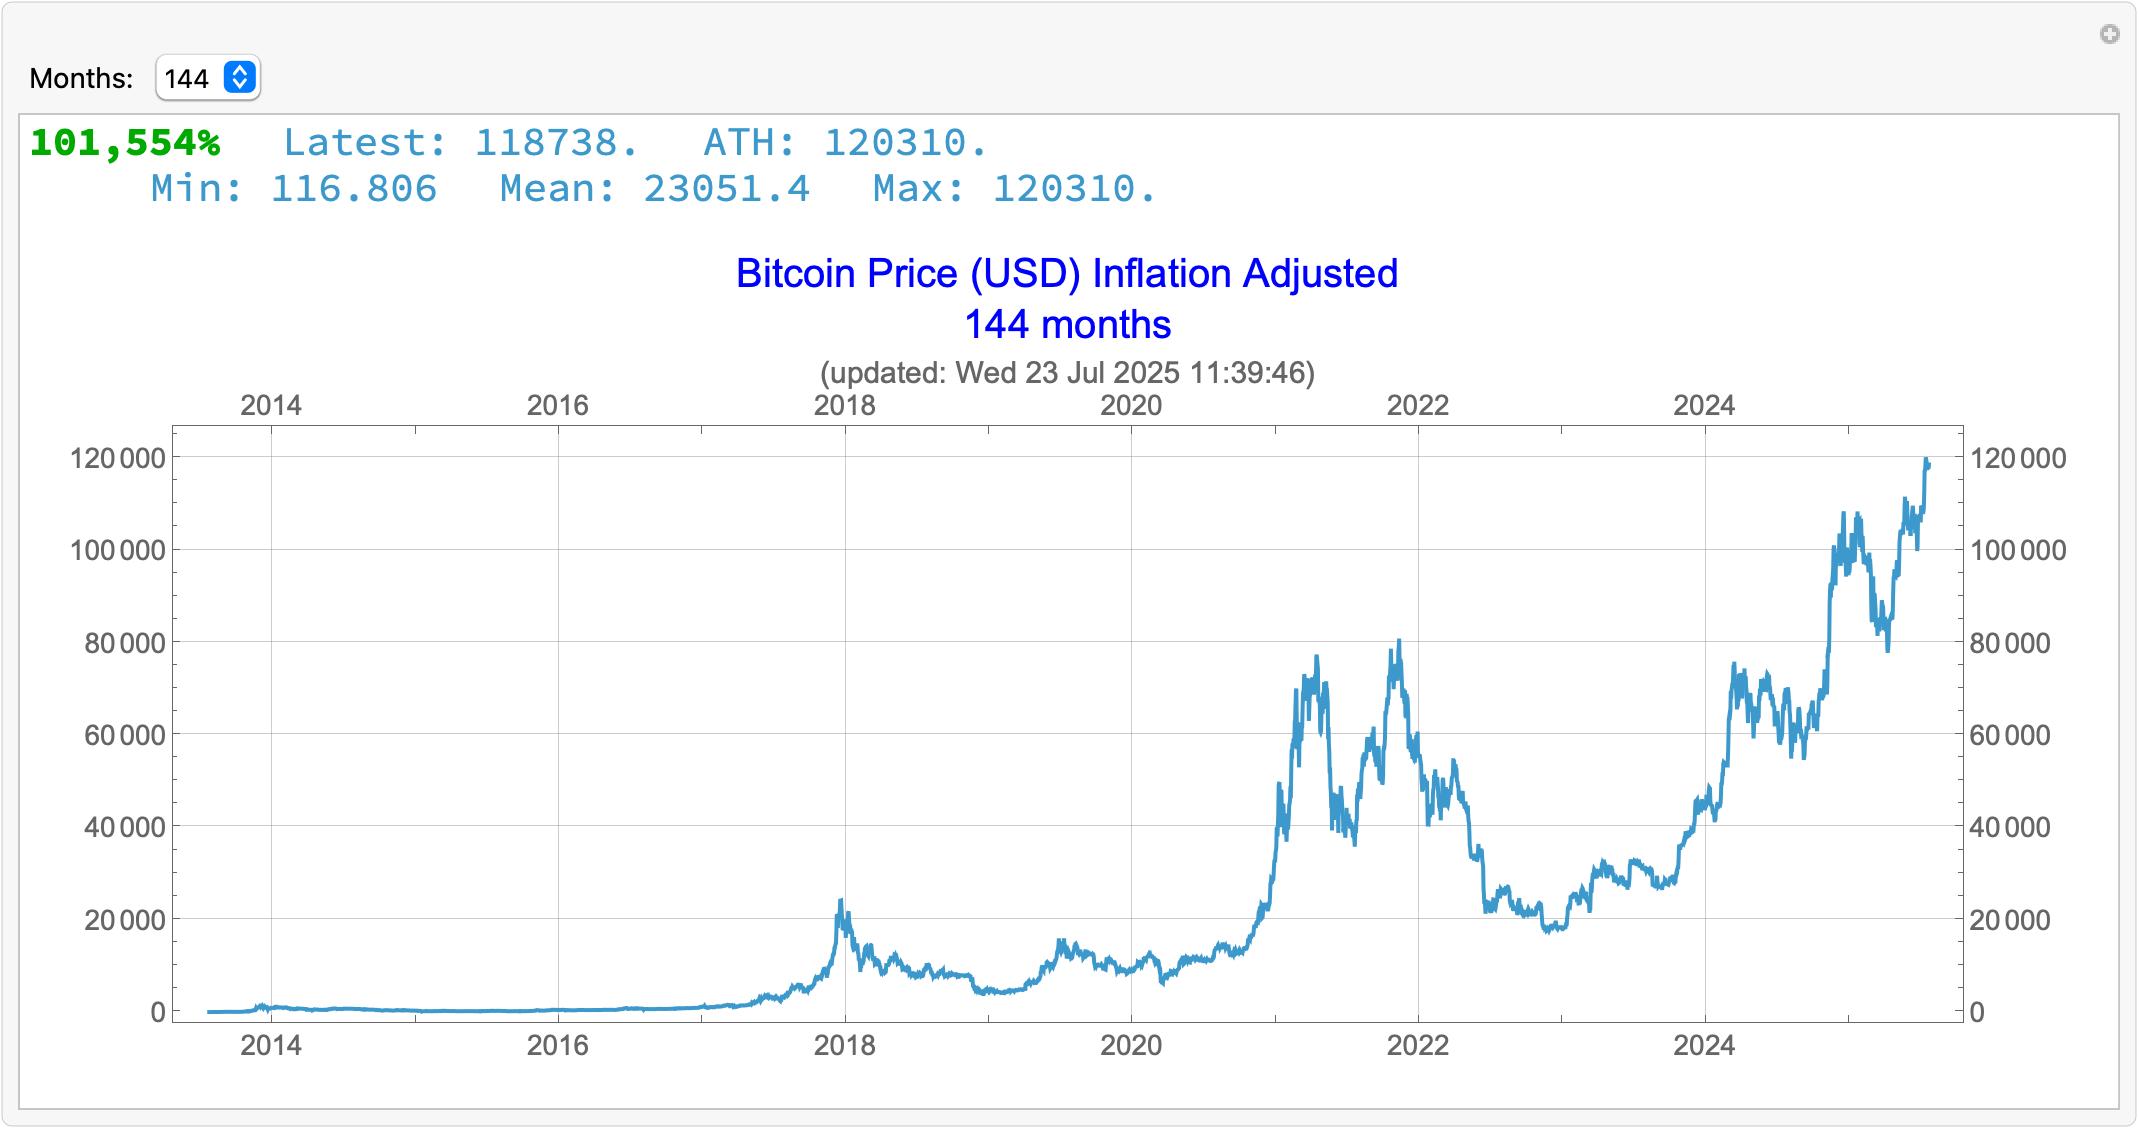 Months: 144
101,554% Latest: 118738. ATH: 120310.
Min: 116.806 Mean: 23051.4 Max: 120310.
Bitcoin Price (USD) Inflation Adjusted
144 months
(updated: Wed 23 Jul 2025 11:39:46)
2014 2016 2018 2020 2022 2024
120 000 120 000
100 000 100 000
80 000 80 000
60 000 60 000
40 000 40 000
20 000 20 000
0 0
2014 2016 2018 2020 2022 2024